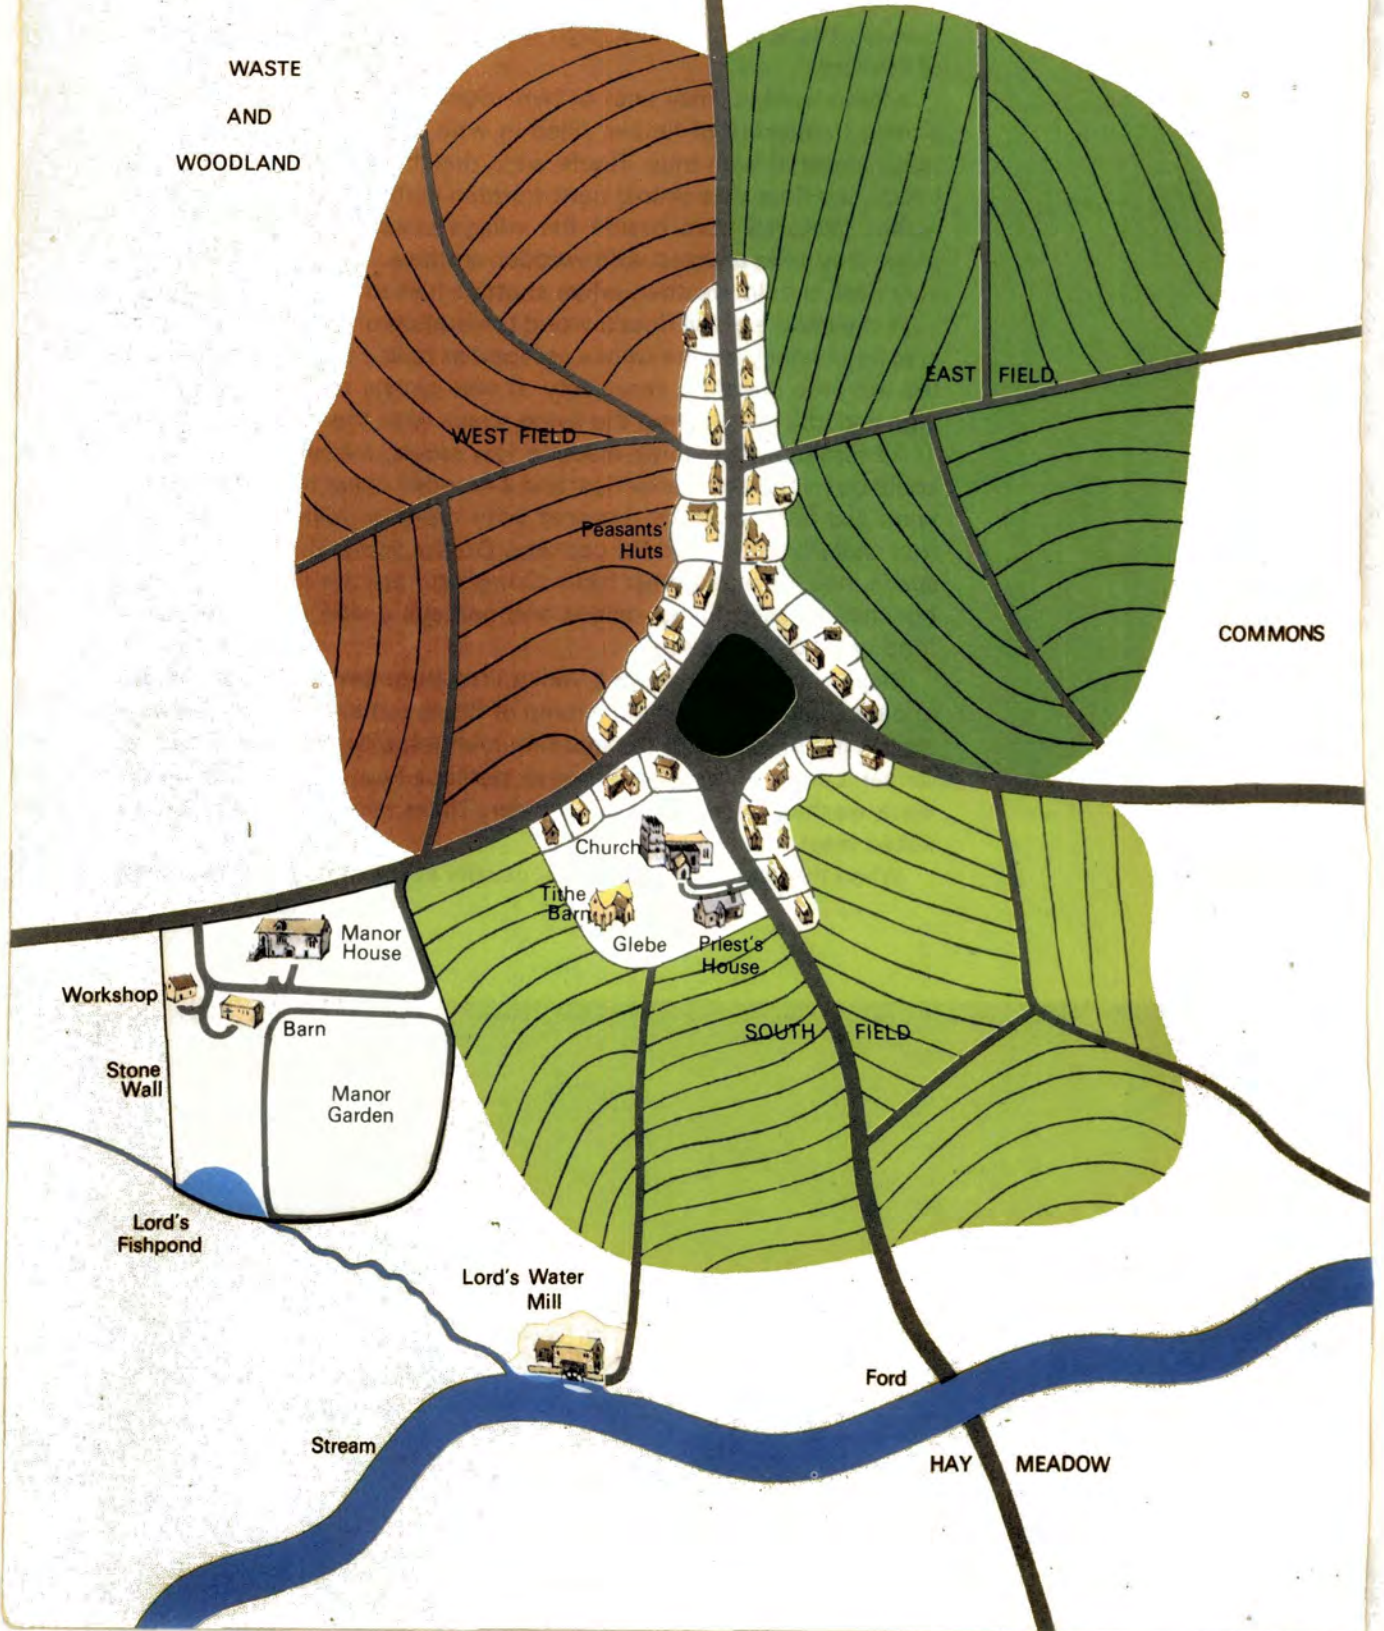 WASTE
AND
WOODLAND
EAST FIELD
WEST FIELD
Peasants'
Huts
COMMONS
Church
Tithe
Barn
Glebe
Priest's
House
Manor
House
Workshop
Barn
Stone
Wall
Manor
Garden
SOUTH FIELD
Lord's
Fishpond
Lord's Water
Mill
Ford
Stream
HAY MEADOW